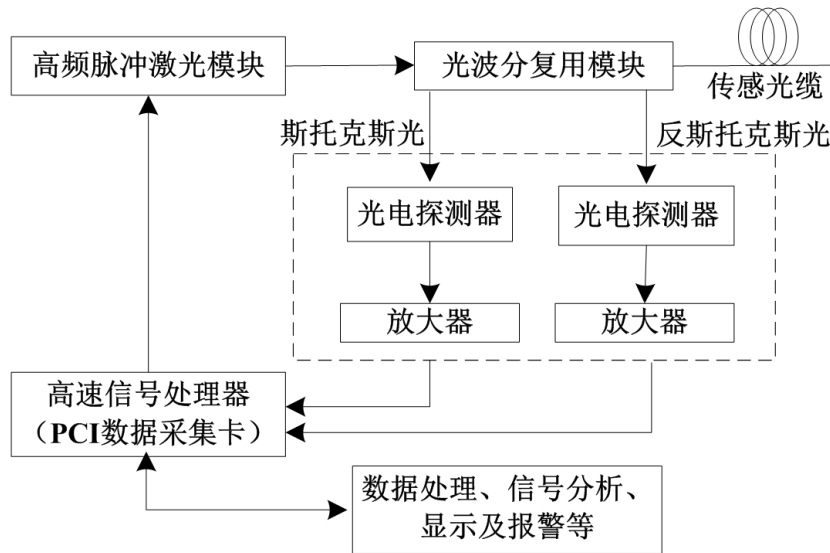 高频脉冲激光模块
光波分复用模块
传感光缆
斯托克斯光
反斯托克斯光
光电探测器
光电探测器
放大器
放大器
高速信号处理器
（PCI数据采集卡）
数据处理、信号分析、
显示及报警等